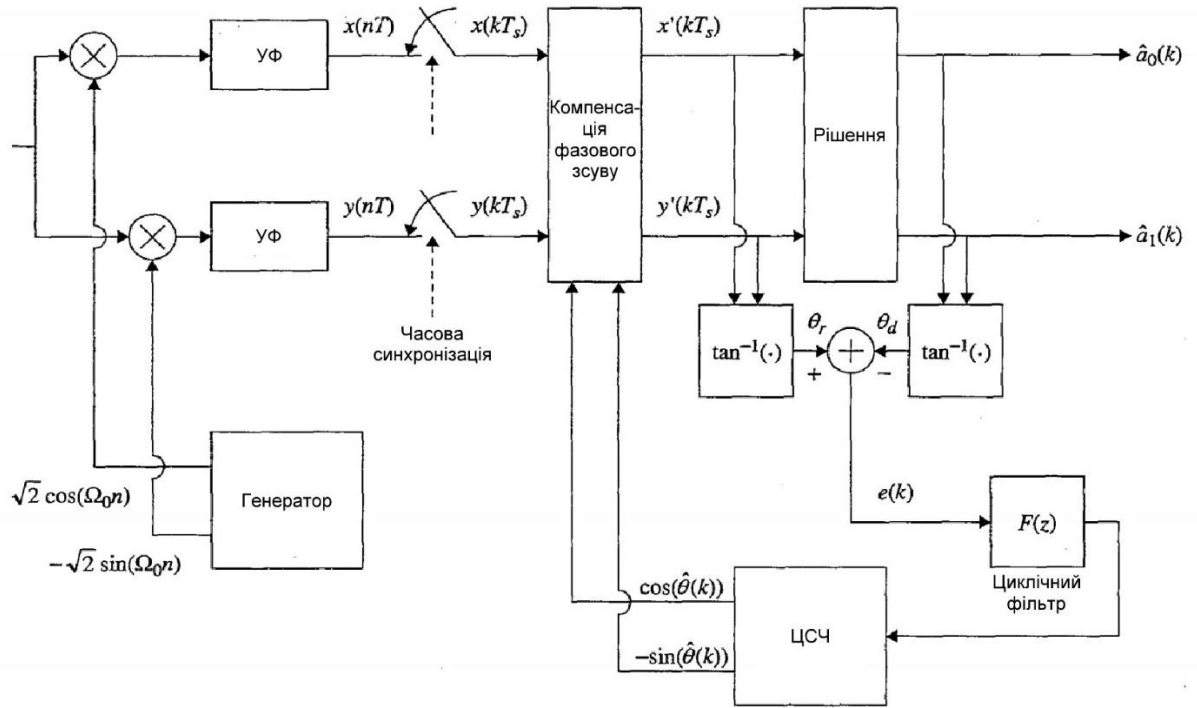 x(nT)
x(kTₛ)
x'(kTₛ)
УФ
â₀(k)
Компенса-
ція
фазового
зсуву
Рішення
y(nT)
y(kTₛ)
y'(kTₛ)
УФ
â₁(k)
Часова
синхронізація
θᵣ
θ_d
tan⁻¹(·)
+
tan⁻¹(·)
+
−
√2 cos(Ω₀n)
Генератор
−√2 sin(Ω₀n)
e(k)
F(z)
Циклічний
фільтр
cos(θ̂(k))
ЦСЧ
−sin(θ̂(k))